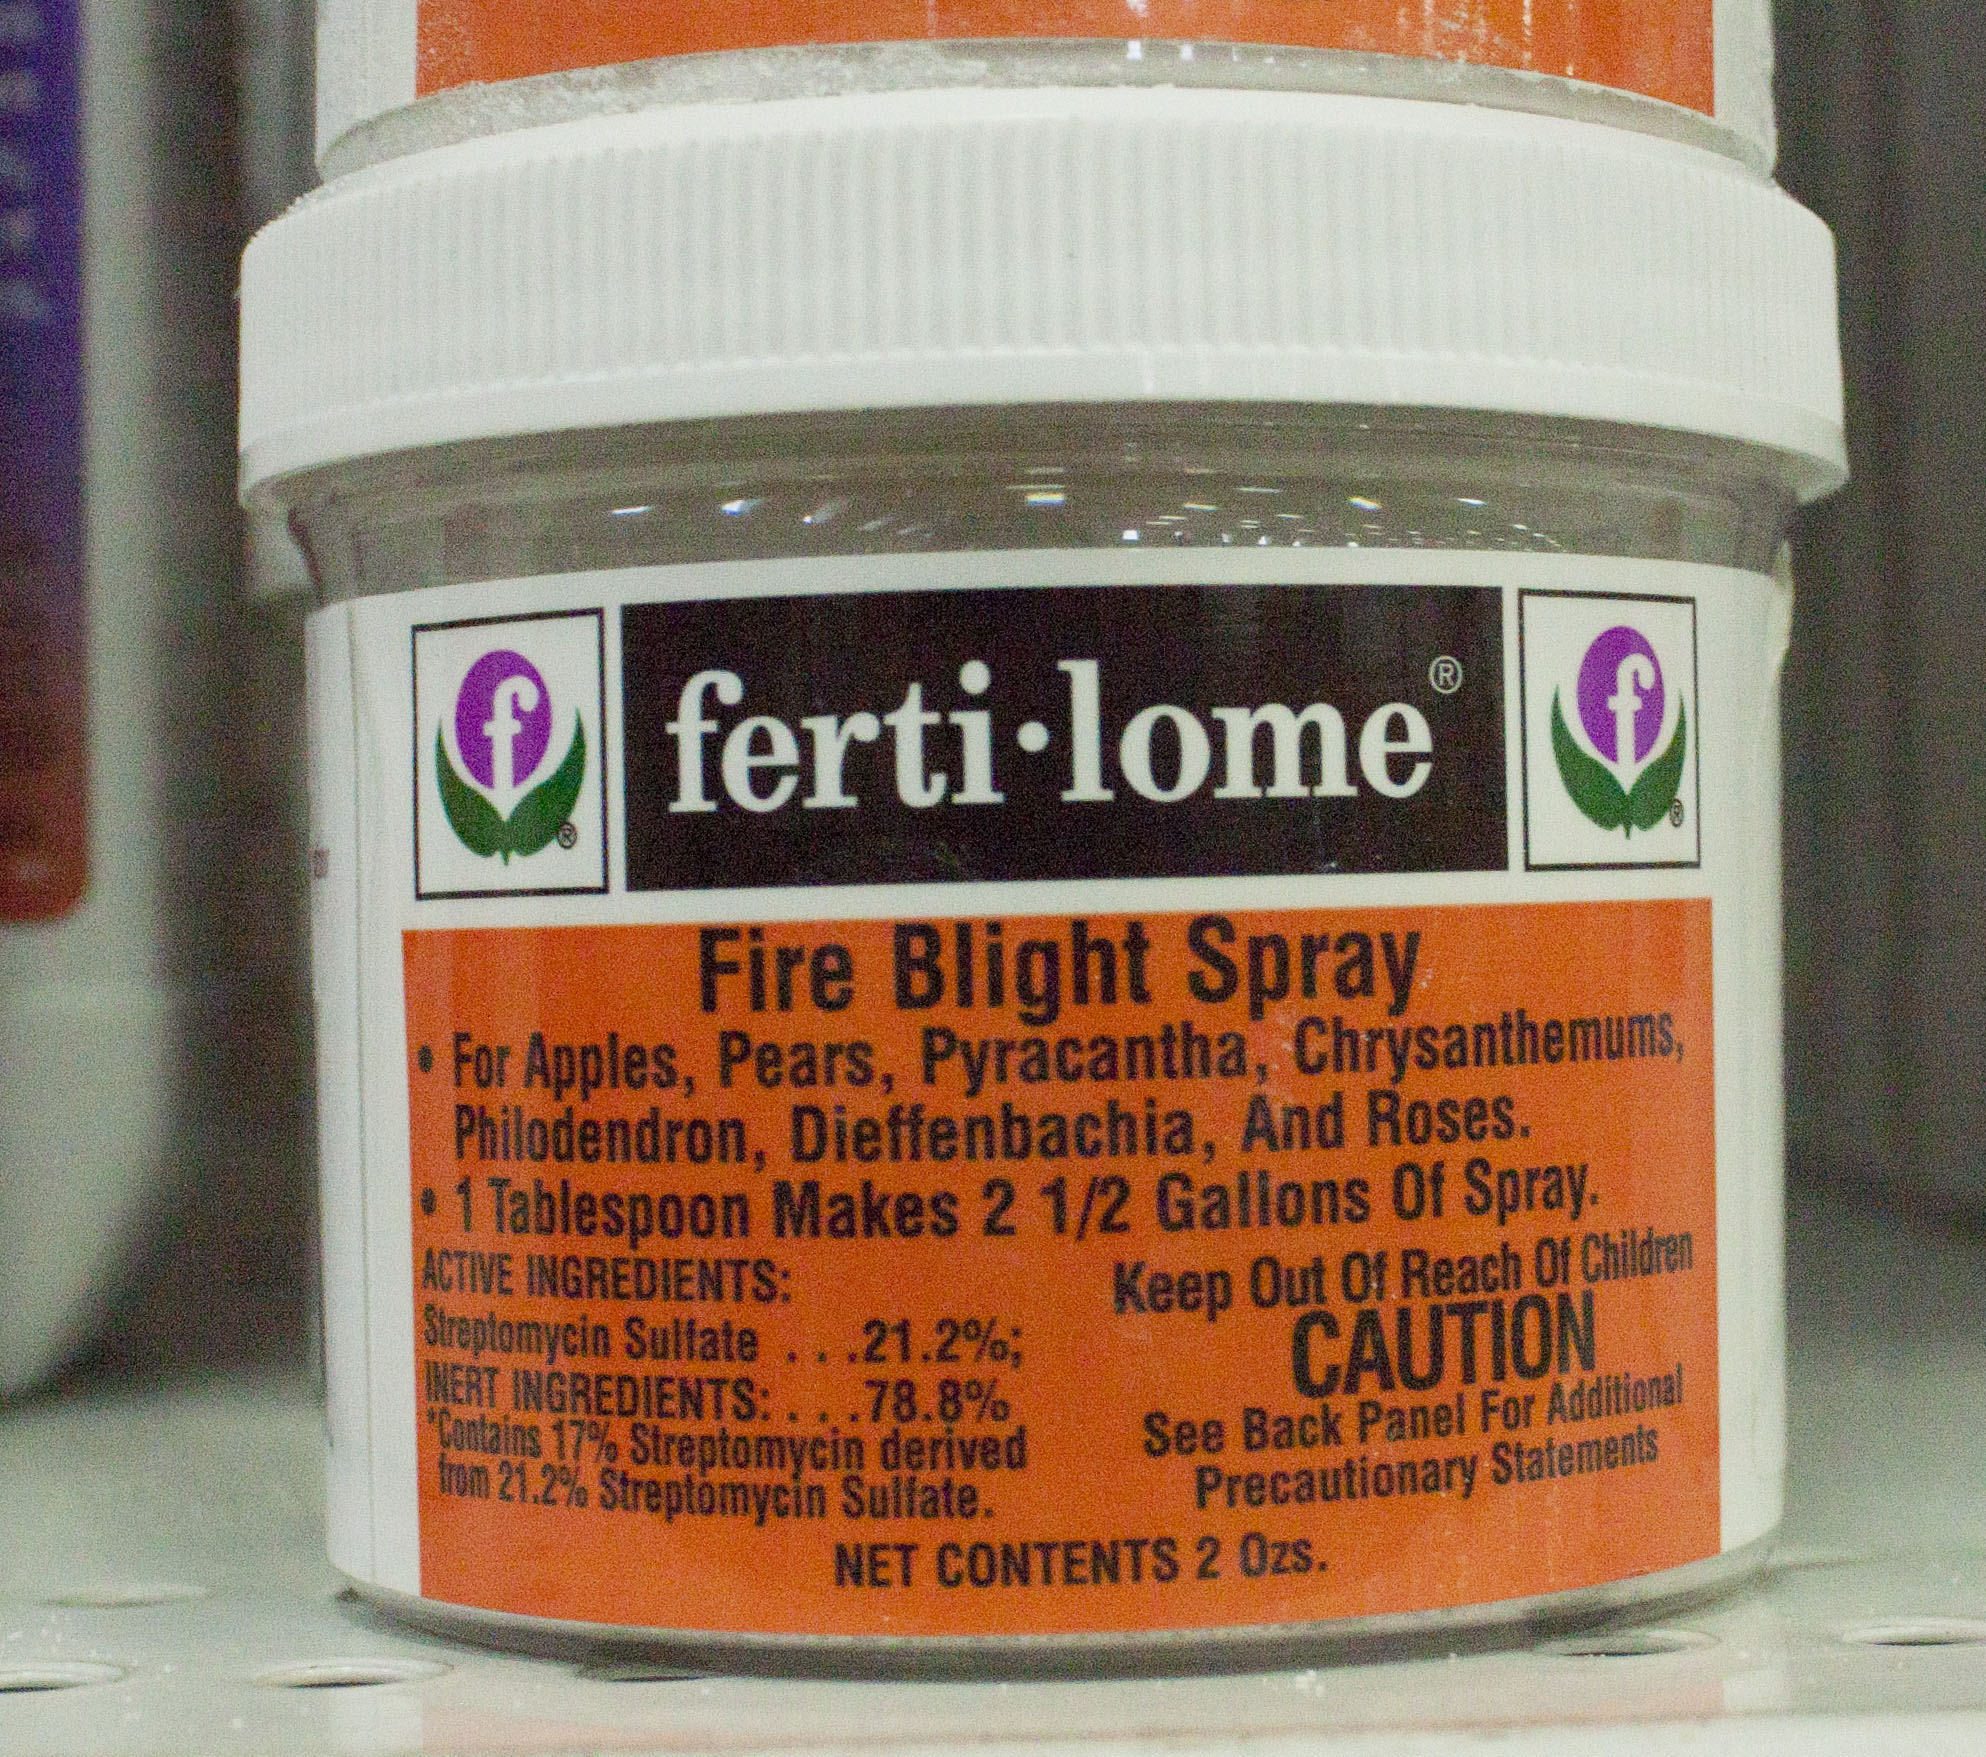 f
ferti·lome®
f
®
®
Fire Blight Spray
• For Apples, Pears, Pyracantha, Chrysanthemums,
Philodendron, Dieffenbachia, And Roses.
• 1 Tablespoon Makes 2 1/2 Gallons Of Spray.
ACTIVE INGREDIENTS:
Streptomycin Sulfate . . .21.2%;
INERT INGREDIENTS: . . .78.8%
*Contains 17% Streptomycin derived
from 21.2% Streptomycin Sulfate.
Keep Out Of Reach Of Children
CAUTION
See Back Panel For Additional
Precautionary Statements
NET CONTENTS 2 Ozs.